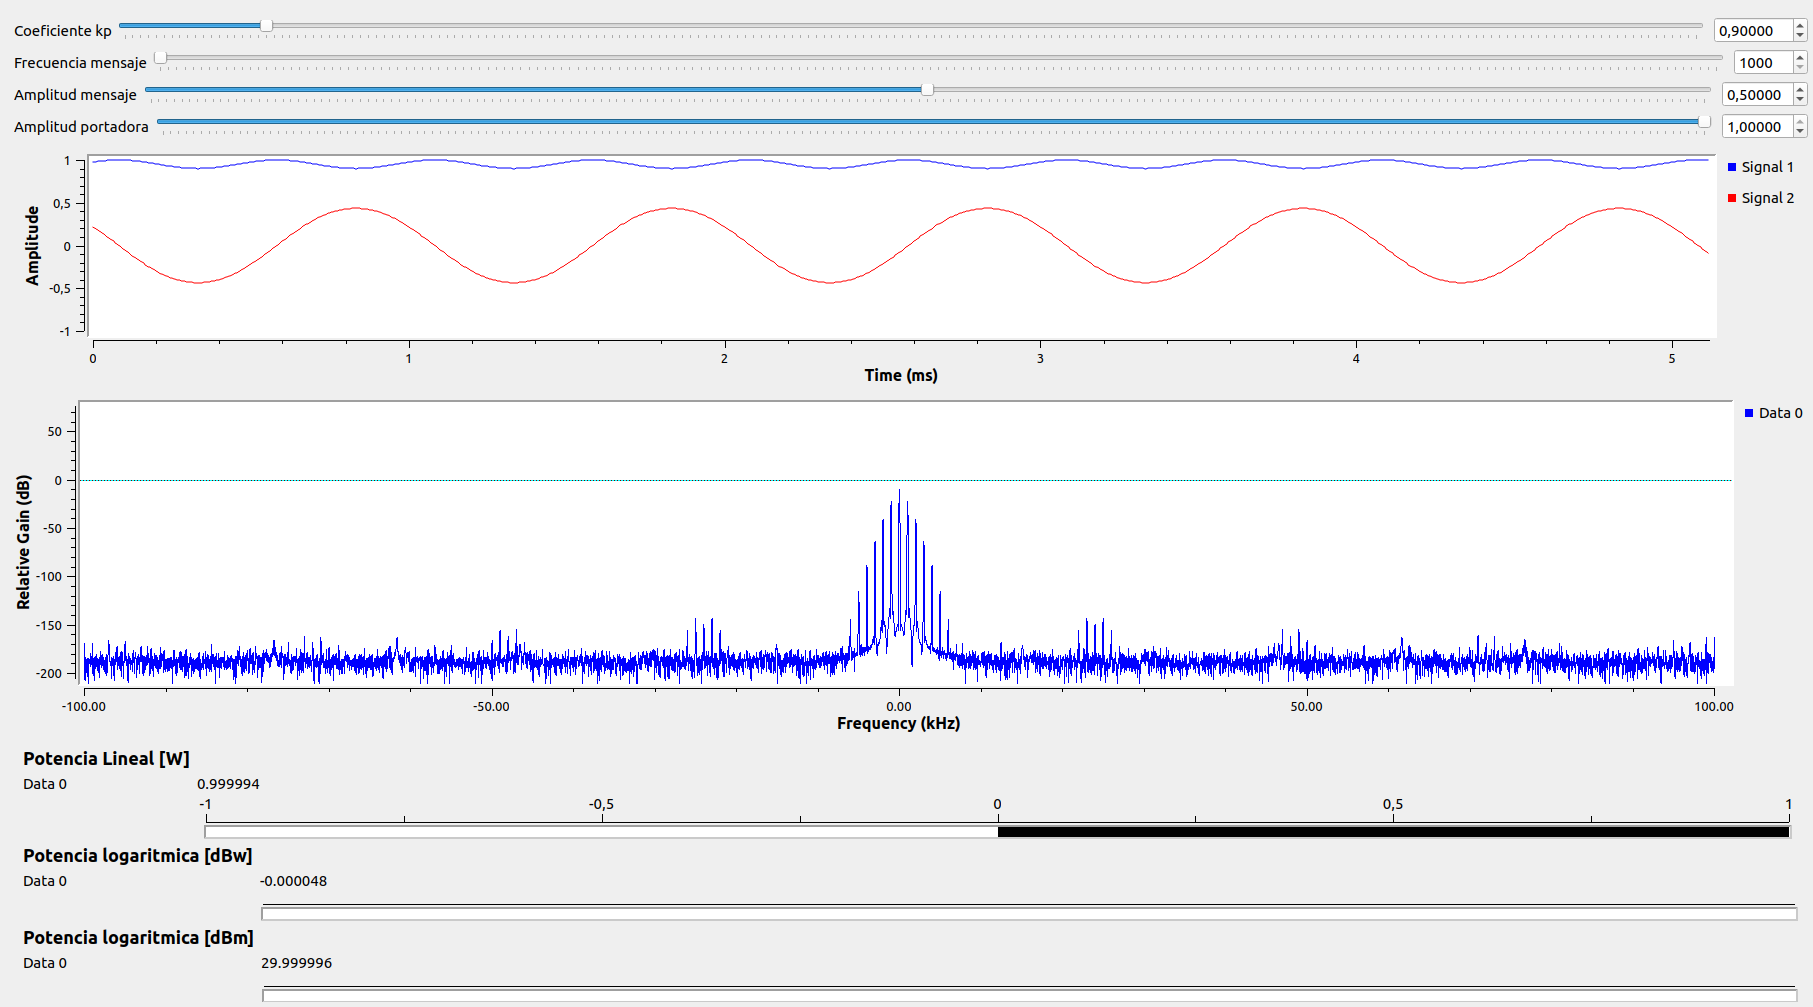 Coeficiente kp 0,90000
Frecuencia mensaje 1000
Amplitud mensaje 0,50000
Amplitud portadora 1,00000
1
0,5
0
-0,5
-1
Amplitude
0 1 2 3 4 5
Time (ms)
Signal 1
Signal 2
50
0
-50
-100
-150
-200
Relative Gain (dB)
-100.00 -50.00 0.00 50.00 100.00
Frequency (kHz)
Data 0
Potencia Lineal [W]
Data 0 0.999994
-1 -0,5 0 0,5 1
Potencia logaritmica [dBw]
Data 0 -0.000048
Potencia logaritmica [dBm]
Data 0 29.999996